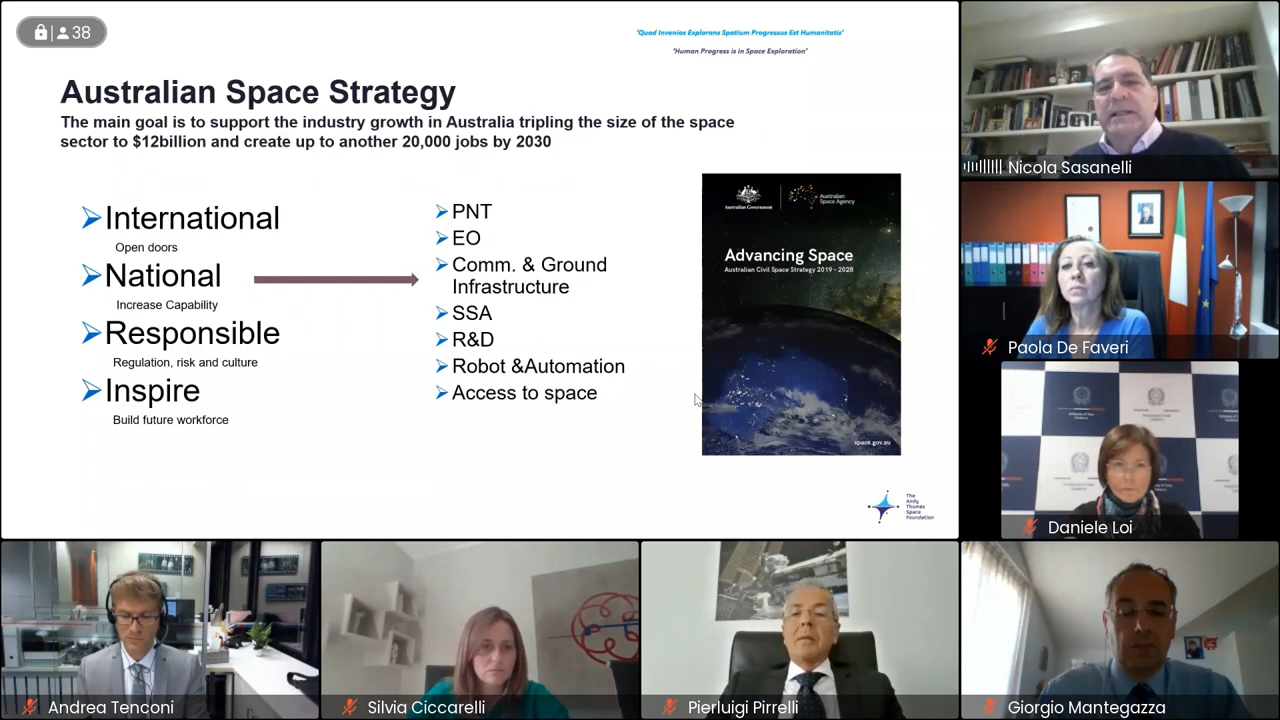 38
"Quod Invenias Explorans Spatium Progressus Est Humanitatis"
"Human Progress is in Space Exploration"
Australian Space Strategy
The main goal is to support the industry growth in Australia tripling the size of the space
sector to $12billion and create up to another 20,000 jobs by 2030
International
Open doors
National
Increase Capability
Responsible
Regulation, risk and culture
Inspire
Build future workforce
PNT
EO
Comm. & Ground
Infrastructure
SSA
R&D
Robot &Automation
Access to space
Australian Government
Australian
Space Agency
Advancing Space
Australian Civil Space Strategy 2019 - 2028
space.gov.au
The
Andy
Thomas
Space
Foundation
Nicola Sasanelli
Paola De Faveri
Daniele Loi
Andrea Tenconi
Silvia Ciccarelli
Pierluigi Pirrelli
Giorgio Mantegazza